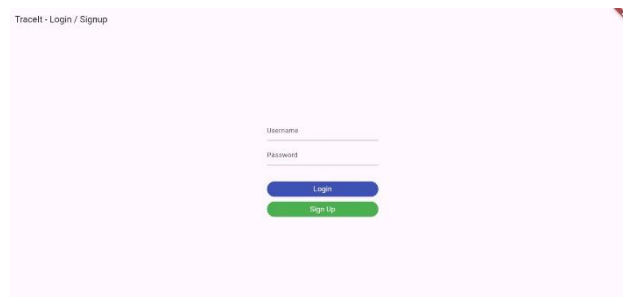 TraceIt - Login / Signup
Username
Password
Login
Sign Up